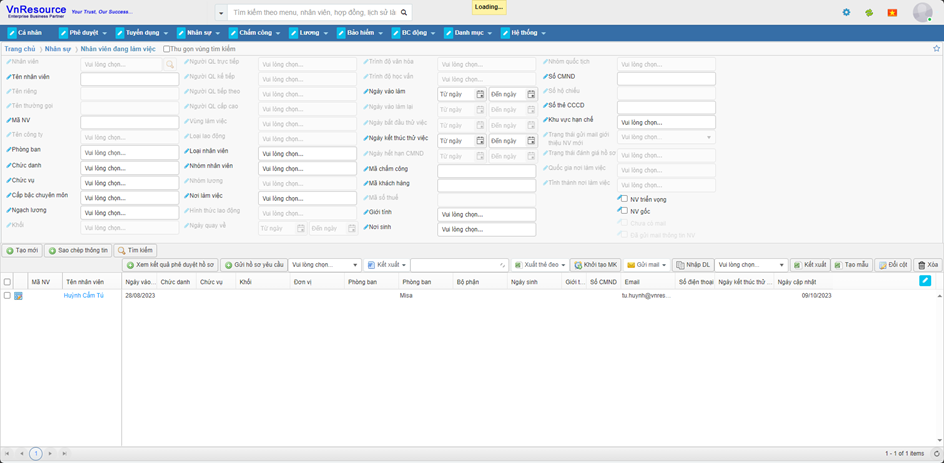 VnResource Your Trust, Our Success...
Enterprise Business Partner
Tìm kiếm theo menu, nhân viên, hợp đồng, lịch sử là
Loading...
Cá nhân Phê duyệt Tuyển dụng Nhân sự Chấm công Lương Bảo hiểm BC động Danh mục Hệ thống
Trang chủ Nhân sự Nhân viên đang làm việc Thu gọn vùng tìm kiếm
Nhân viên Vui lòng chọn... Người QL trực tiếp Vui lòng chọn... Trình độ văn hóa Vui lòng chọn... Nhóm quốc tịch Vui lòng chọn...
Tên nhân viên Người QL kế tiếp Vui lòng chọn... Trình độ học vấn Vui lòng chọn... Số CMND
Tên riêng Người QL tiếp theo Vui lòng chọn... Ngày vào làm Từ ngày Đến ngày Số hộ chiếu
Tên thường gọi Người QL cấp cao Vui lòng chọn... Ngày vào làm lại Từ ngày Đến ngày Số thẻ CCCD
Mã NV Vùng làm việc Vui lòng chọn... Ngày bắt đầu thử việc Từ ngày Đến ngày Khu vực hạn chế Vui lòng chọn...
Tên công ty Vui lòng chọn... Loại lao động Vui lòng chọn... Ngày kết thúc thử việc Từ ngày Đến ngày Trạng thái gửi mail giới thiệu NV mới Vui lòng chọn...
Phòng ban Vui lòng chọn... Loại nhân viên Vui lòng chọn... Ngày hết hạn CMND Từ ngày Đến ngày Trạng thái đánh giá hồ sơ Vui lòng chọn...
Chức danh Vui lòng chọn... Nhóm nhân viên Vui lòng chọn... Mã chấm công Quốc gia nơi làm việc Vui lòng chọn...
Chức vụ Vui lòng chọn... Nhóm lương Vui lòng chọn... Mã khách hàng Tỉnh thành nơi làm việc Vui lòng chọn...
Cấp bậc chuyên môn Vui lòng chọn... Nơi làm việc Vui lòng chọn... Mã số thuế NV triển vọng
Ngạch lương Vui lòng chọn... Hình thức lao động Vui lòng chọn... Giới tính Vui lòng chọn... NV gốc
Khối Vui lòng chọn... Ngày quay về Từ ngày Đến ngày Nơi sinh Vui lòng chọn... Chưa có mail
Đã gửi mail thông tin NV
Tạo mới Sao chép thông tin Tìm kiếm
Xem kết quả phê duyệt hồ sơ Gửi hồ sơ yêu cầu Vui lòng chọn... Kết xuất Xuất thẻ đeo Khởi tạo MK Gửi mail Nhập DL Vui lòng chọn... Kết xuất Tạo mẫu Đổi cột Xóa
Mã NV Tên nhân viên Ngày vào... Chức danh Chức vụ Khối Đơn vị Phòng ban Phòng ban Bộ phận Ngày sinh Giới t... Số CMND Email Số điện thoại Ngày kết thúc thử ... Ngày cập nhật
Huỳnh Cẩm Tú 28/08/2023 Misa tu.huynh@vnres... 09/10/2023
1 1 - 1 of 1 items